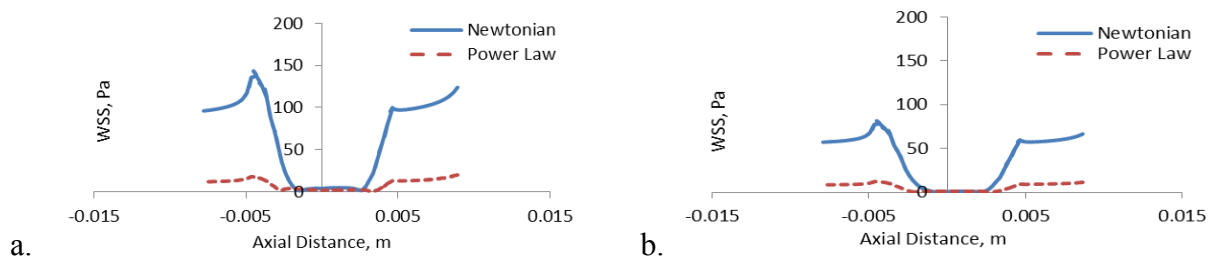 200
150
100
50
0
WSS, Pa
Newtonian
Power Law
-0.015
-0.005
0.005
0.015
Axial Distance, m
a.
200
150
100
50
0
WSS, Pa
Newtonian
Power Law
-0.015
-0.005
0.005
0.015
Axial Distance, m
b.